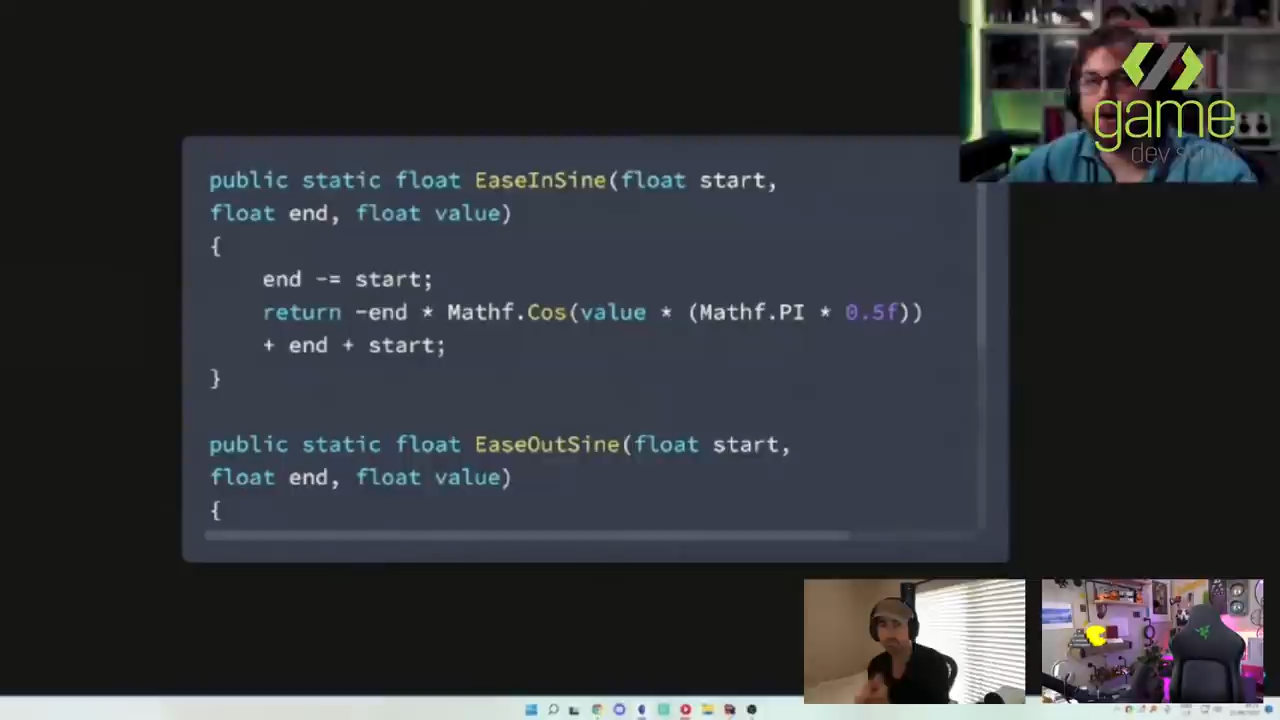 public static float EaseInSine(float start,
float end, float value)
{
end -= start;
return -end * Mathf.Cos(value * (Mathf.PI * 0.5f))
+ end + start;
}
public static float EaseOutSine(float start,
float end, float value)
{
game